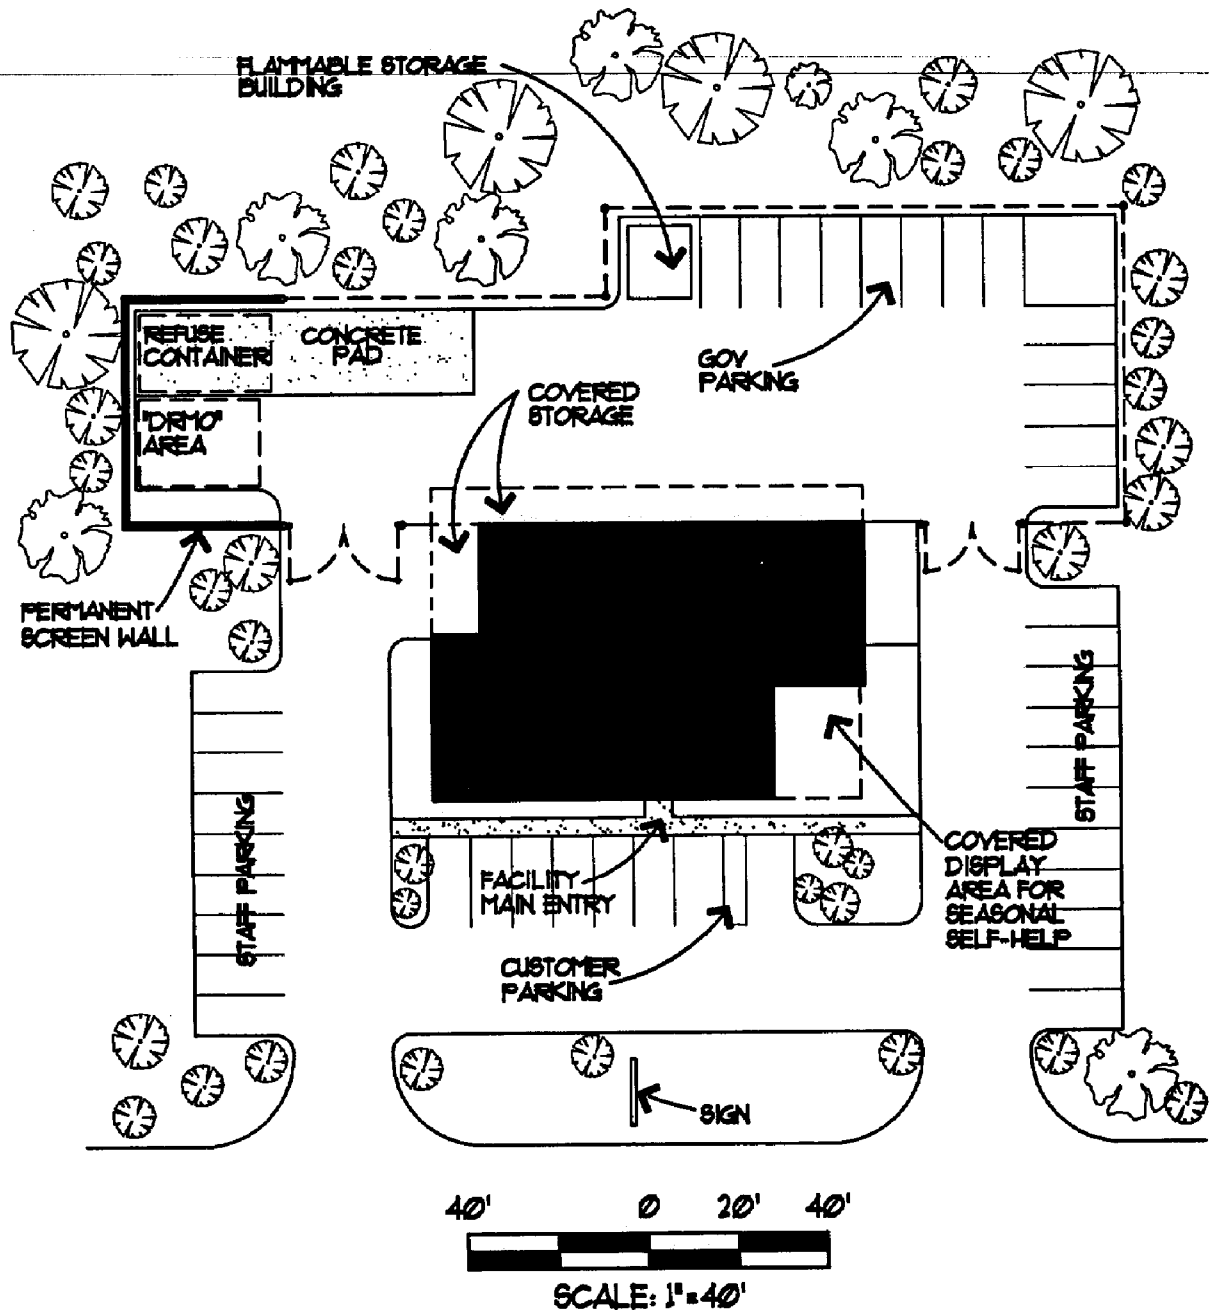 FLAMMABLE STORAGE
BUILDING
REFUSE
CONTAINER
CONCRETE
PAD
GOV
PARKING
COVERED
STORAGE
"DRMO"
AREA
PERMANENT
SCREEN WALL
STAFF PARKING
STAFF PARKING
COVERED
DISPLAY
AREA FOR
SEASONAL
SELF-HELP
FACILITY
MAIN ENTRY
CUSTOMER
PARKING
SIGN
40' 0 20' 40'
SCALE: 1"=40'